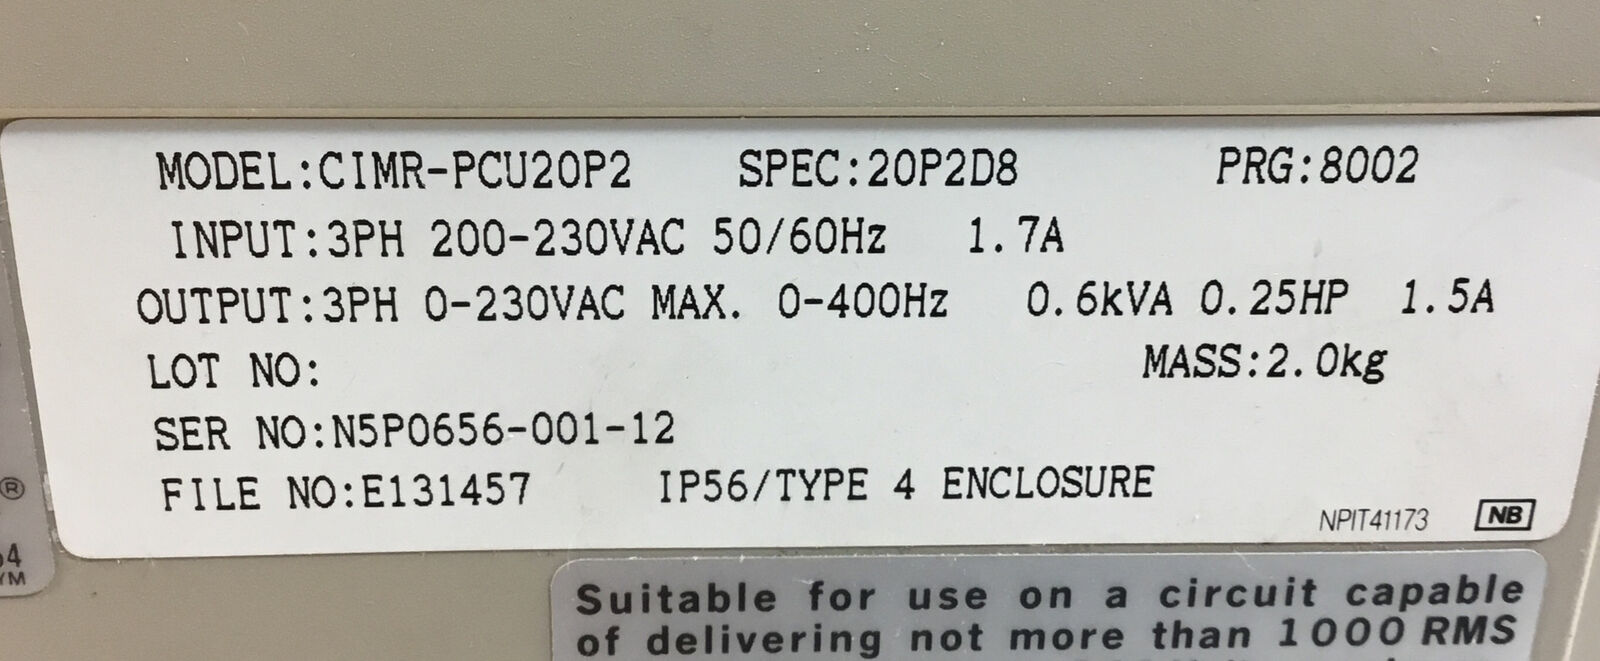 MODEL:CIMR-PCU20P2 SPEC:20P2D8 PRG:8002
INPUT:3PH 200-230VAC 50/60Hz 1.7A
OUTPUT:3PH 0-230VAC MAX. 0-400Hz 0.6kVA 0.25HP 1.5A
LOT NO: MASS:2.0kg
SER NO:N5P0656-001-12
FILE NO:E131457 IP56/TYPE 4 ENCLOSURE
NPIT41173 NB
®
Suitable for use on a circuit capable
of delivering not more than 1000 RMS